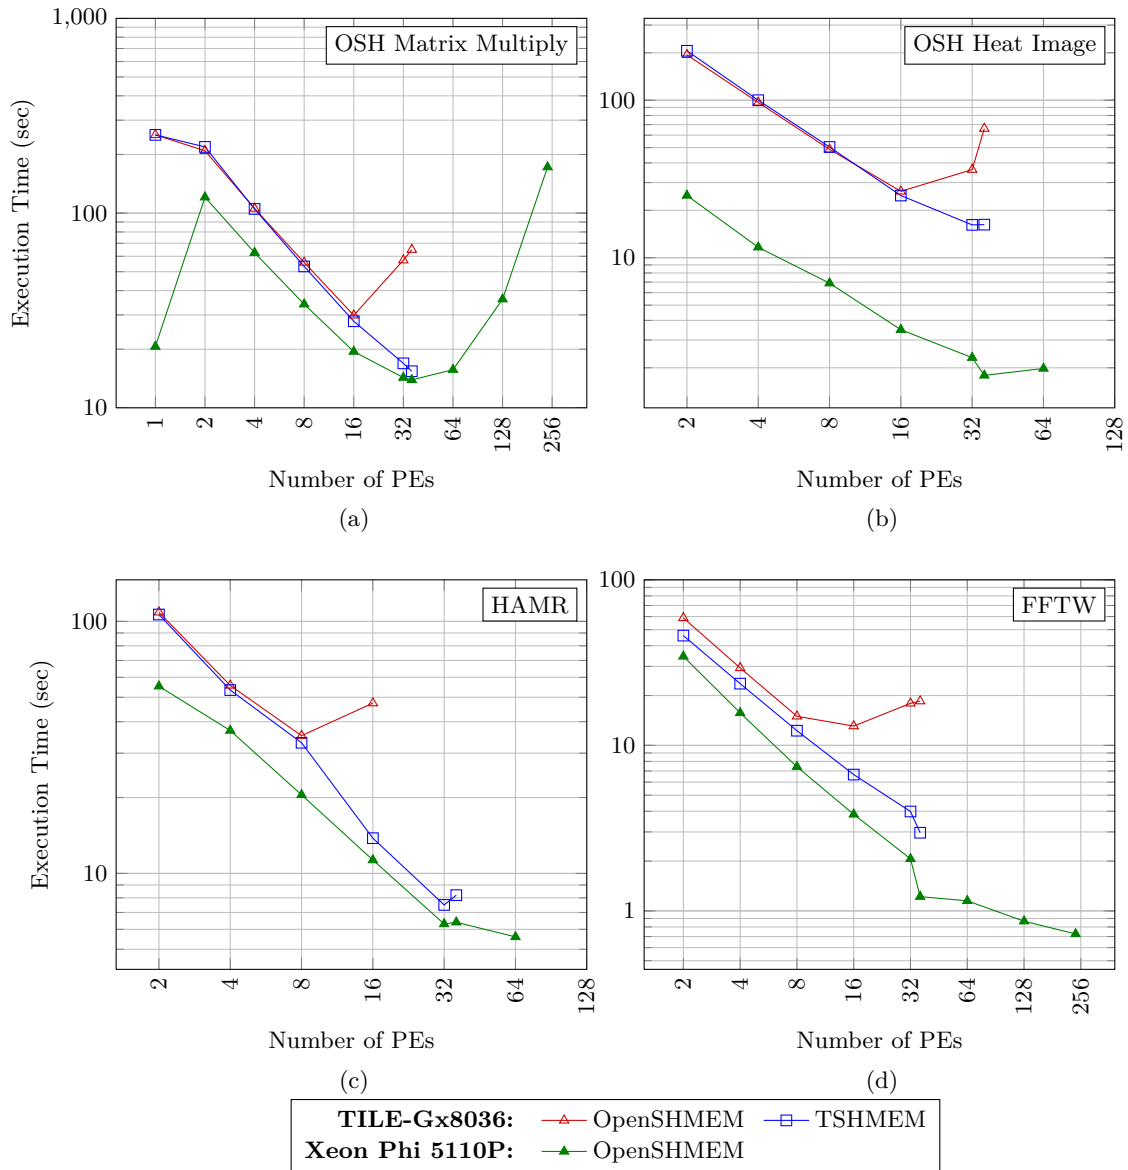 1,000
100
10
Execution Time (sec)
OSH Matrix Multiply
1 2 4 8 16 32 64 128 256
Number of PEs
(a)
100
10
OSH Heat Image
2 4 8 16 32 64 128
Number of PEs
(b)
100
10
Execution Time (sec)
HAMR
2 4 8 16 32 64 128
Number of PEs
(c)
100
10
1
FFTW
2 4 8 16 32 64 128 256
Number of PEs
(d)
TILE-Gx8036: OpenSHMEM TSHMEM
Xeon Phi 5110P: OpenSHMEM